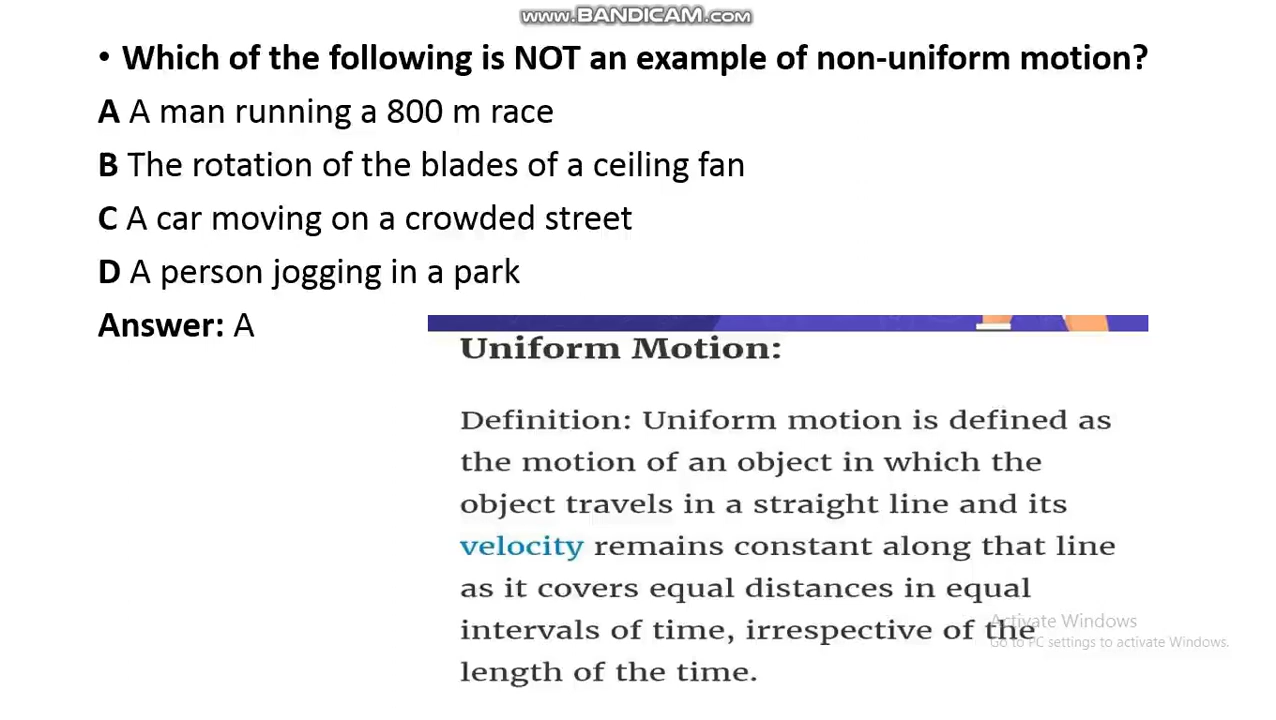 www.BANDICAM.com
• Which of the following is NOT an example of non-uniform motion?
A A man running a 800 m race
B The rotation of the blades of a ceiling fan
C A car moving on a crowded street
D A person jogging in a park
Answer: A
Uniform Motion:
Definition: Uniform motion is defined as
the motion of an object in which the
object travels in a straight line and its
velocity remains constant along that line
as it covers equal distances in equal
intervals of time, irrespective of the
length of the time.
Activate Windows
Go to PC settings to activate Windows.